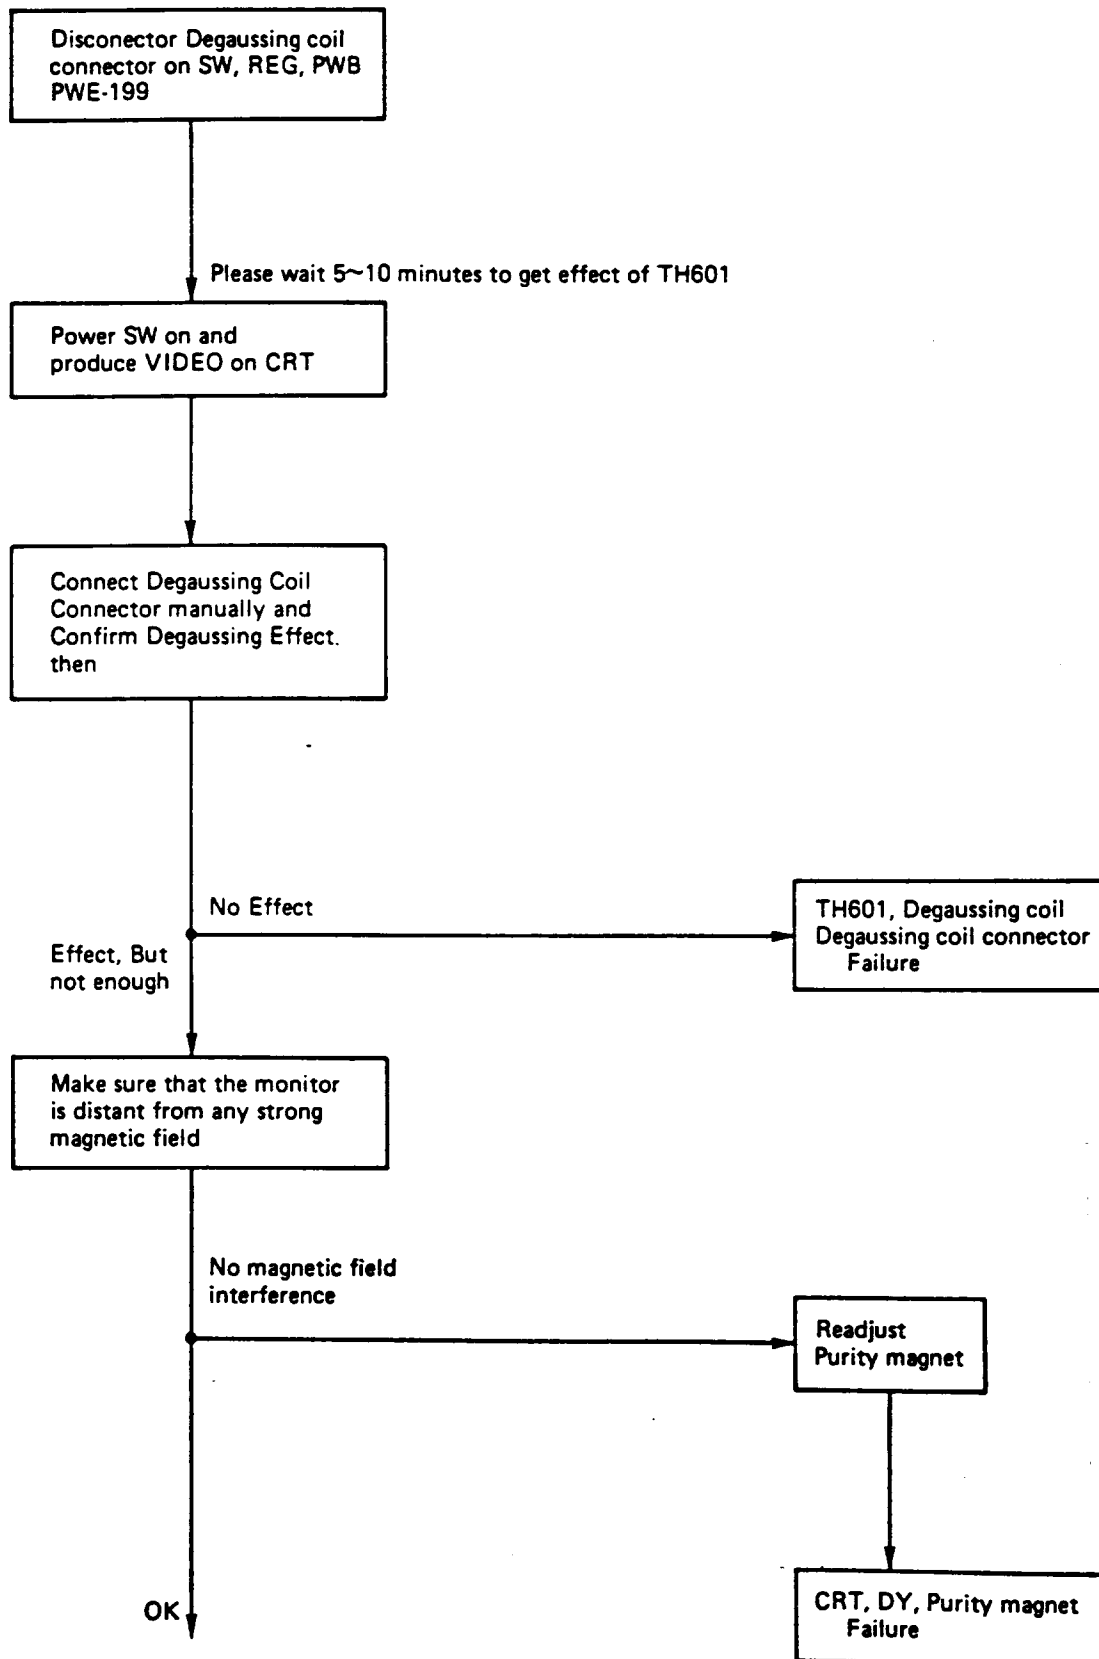 Disconector Degaussing coil
connector on SW, REG, PWB
PWE-199
Please wait 5~10 minutes to get effect of TH601
Power SW on and
produce VIDEO on CRT
Connect Degaussing Coil
Connector manually and
Confirm Degaussing Effect.
then
No Effect
TH601, Degaussing coil
Degaussing coil connector
Failure
Effect, But
not enough
Make sure that the monitor
is distant from any strong
magnetic field
No magnetic field
interference
Readjust
Purity magnet
OK
CRT, DY, Purity magnet
Failure